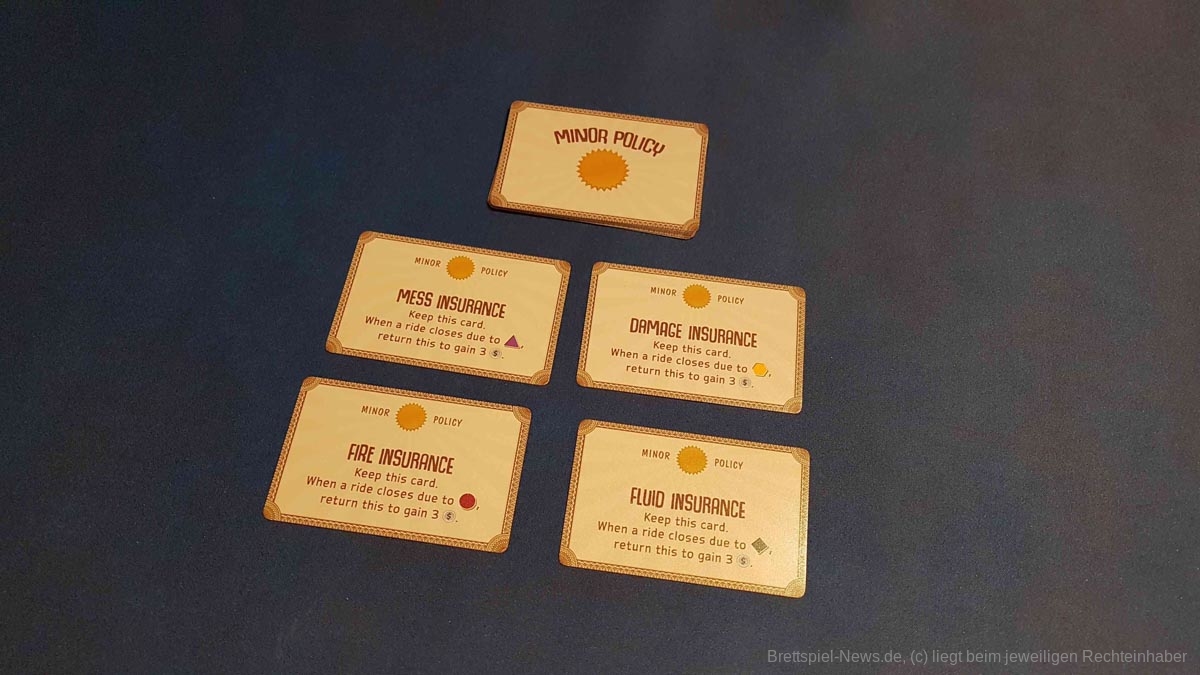 MINOR POLICY
MINOR POLICY
MESS INSURANCE
Keep this card.
When a ride closes due to ,
return this to gain 3 $.
MINOR POLICY
DAMAGE INSURANCE
Keep this card.
When a ride closes due to ,
return this to gain 3 $.
MINOR POLICY
FIRE INSURANCE
Keep this card.
When a ride closes due to ,
return this to gain 3 $.
MINOR POLICY
FLUID INSURANCE
Keep this card.
When a ride closes due to ,
return this to gain 3 $.
Brettspiel-News.de, (c) liegt beim jeweiligen Rechteinhaber